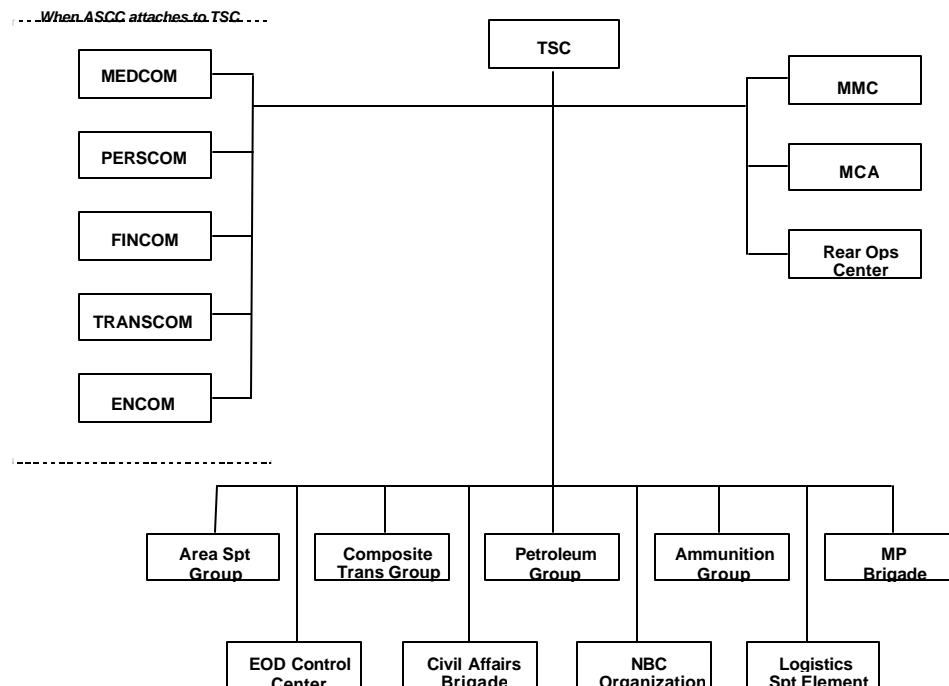 When ASCC attaches to TSC
TSC
MEDCOM
MMC
PERSCOM
MCA
FINCOM
Rear Ops
Center
TRANSCOM
ENCOM
Area Spt
Group
Composite
Trans Group
Petroleum
Group
Ammunition
Group
MP
Brigade
EOD Control
Center
Civil Affairs
Brigade
NBC
Organization
Logistics
Spt Element